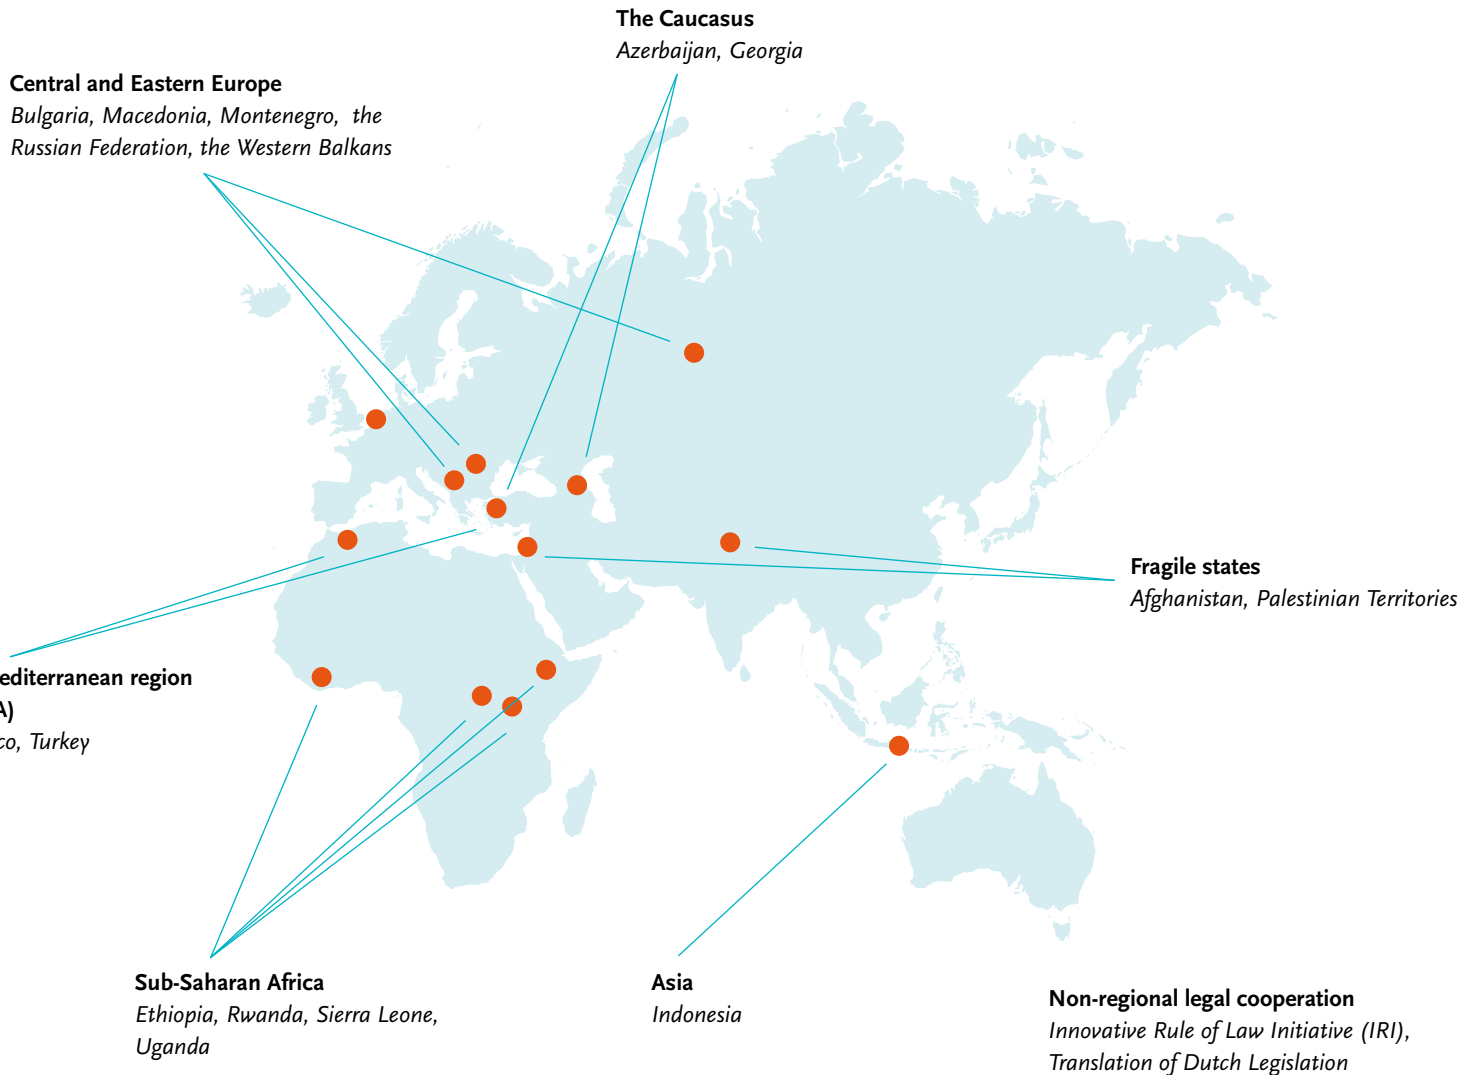 The Caucasus
Azerbaijan, Georgia
Central and Eastern Europe
Bulgaria, Macedonia, Montenegro, the
Russian Federation, the Western Balkans
Fragile states
Afghanistan, Palestinian Territories
editerranean region
A)
co, Turkey
Sub-Saharan Africa
Ethiopia, Rwanda, Sierra Leone,
Uganda
Asia
Indonesia
Non-regional legal cooperation
Innovative Rule of Law Initiative (IRI),
Translation of Dutch Legislation